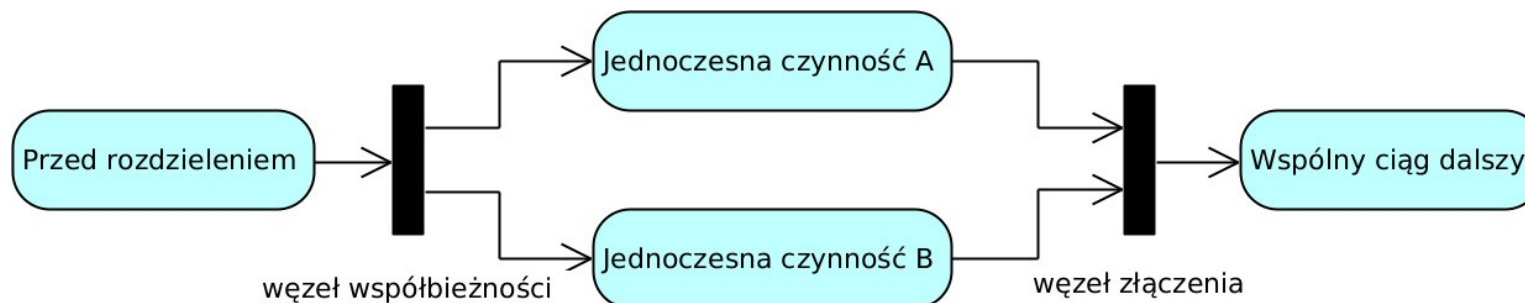 Jednoczesna czynność A
Przed rozdzieleniem
Wspólny ciąg dalszy
Jednoczesna czynność B
węzeł współbieżności
węzeł złączenia